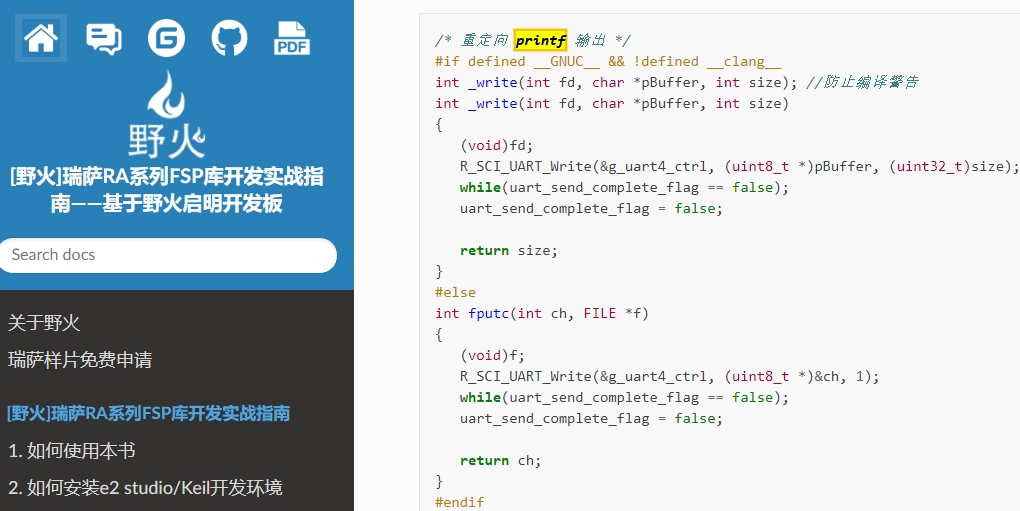 PDF
野火
[野火]瑞萨RA系列FSP库开发实战指
南——基于野火启明开发板
Search docs
关于野火
瑞萨样片免费申请
[野火]瑞萨RA系列FSP库开发实战指南
1. 如何使用本书
2. 如何安装e2 studio/Keil开发环境
/* 重定向 printf 输出 */
#if defined __GNUC__ && !defined __clang__
int _write(int fd, char *pBuffer, int size); //防止编译警告
int _write(int fd, char *pBuffer, int size)
{
(void)fd;
R_SCI_UART_Write(&g_uart4_ctrl, (uint8_t *)pBuffer, (uint32_t)size);
while(uart_send_complete_flag == false);
uart_send_complete_flag = false;
return size;
}
#else
int fputc(int ch, FILE *f)
{
(void)f;
R_SCI_UART_Write(&g_uart4_ctrl, (uint8_t *)&ch, 1);
while(uart_send_complete_flag == false);
uart_send_complete_flag = false;
return ch;
}
#endif